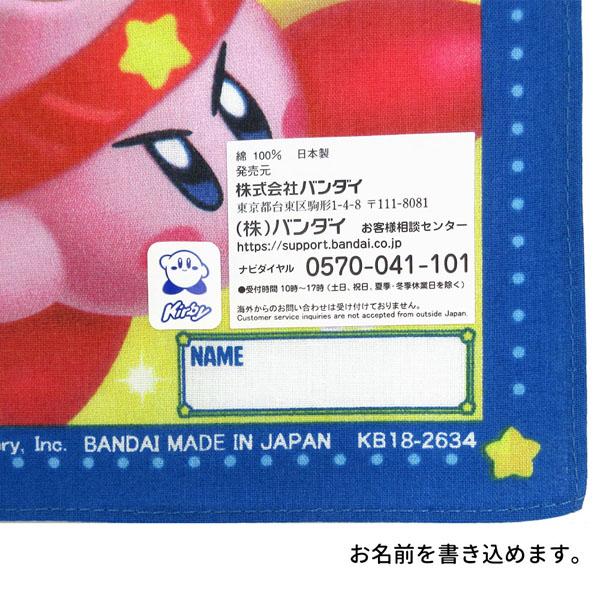 綿 100% 日本製
発売元
株式会社バンダイ
東京都台東区駒形1-4-8 〒111-8081
(株)バンダイ お客様相談センター
https://support.bandai.co.jp
ナビダイヤル 0570-041-101
●受付時間 10時~17時 (土日、祝日、夏季・冬季休業日を除く)
海外からのお問い合わせは受け付けておりません。
Customer service inquiries are not accepted from outside Japan.
Kirby
NAME
ory, Inc. BANDAI MADE IN JAPAN KB18-2634
お名前を書き込めます。